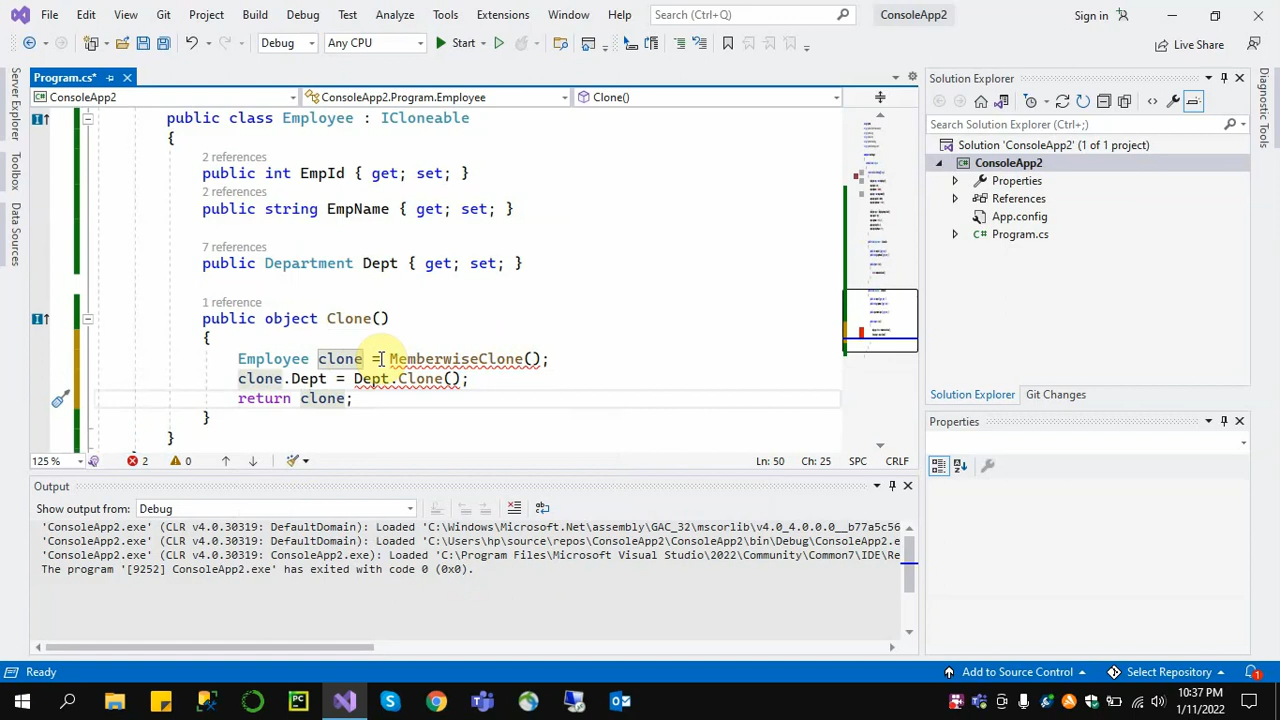 File Edit View Git Project Build Debug Test Analyze Tools Extensions Window Help Search (Ctrl+Q) ConsoleApp2 Sign in
Debug Any CPU Start Live Share
Server Explorer
Toolbox
Data Sources
Program.cs*
ConsoleApp2 ConsoleApp2.Program.Employee Clone()
public class Employee : ICloneable
{
2 references
public int EmpId { get; set; }
2 references
public string EmpName { get; set; }
7 references
public Department Dept { get; set; }
1 reference
public object Clone()
{
Employee clone = MemberwiseClone();
clone.Dept = Dept.Clone();
return clone;
}
}
125 % 2 0 Ln: 50 Ch: 25 SPC CRLF
Output
Show output from: Debug
'ConsoleApp2.exe' (CLR v4.0.30319: DefaultDomain): Loaded 'C:\Windows\Microsoft.Net\assembly\GAC_32\mscorlib\v4.0_4.0.0.0__b77a5c56
'ConsoleApp2.exe' (CLR v4.0.30319: DefaultDomain): Loaded 'C:\Users\hp\source\repos\ConsoleApp2\ConsoleApp2\bin\Debug\ConsoleApp2.e
'ConsoleApp2.exe' (CLR v4.0.30319: ConsoleApp2.exe): Loaded 'C:\Program Files\Microsoft Visual Studio\2022\Community\Common7\IDE\Re
The program '[9252] ConsoleApp2.exe' has exited with code 0 (0x0).
Solution Explorer
Search Solution Explorer (Ctrl+;)
Solution 'ConsoleApp2' (1 of 1 project)
ConsoleApp2
Properties
References
App.config
Program.cs
Solution Explorer Git Changes
Properties
Diagnostic Tools
Ready Add to Source Control Select Repository 1
10:37 PM
1/11/2022